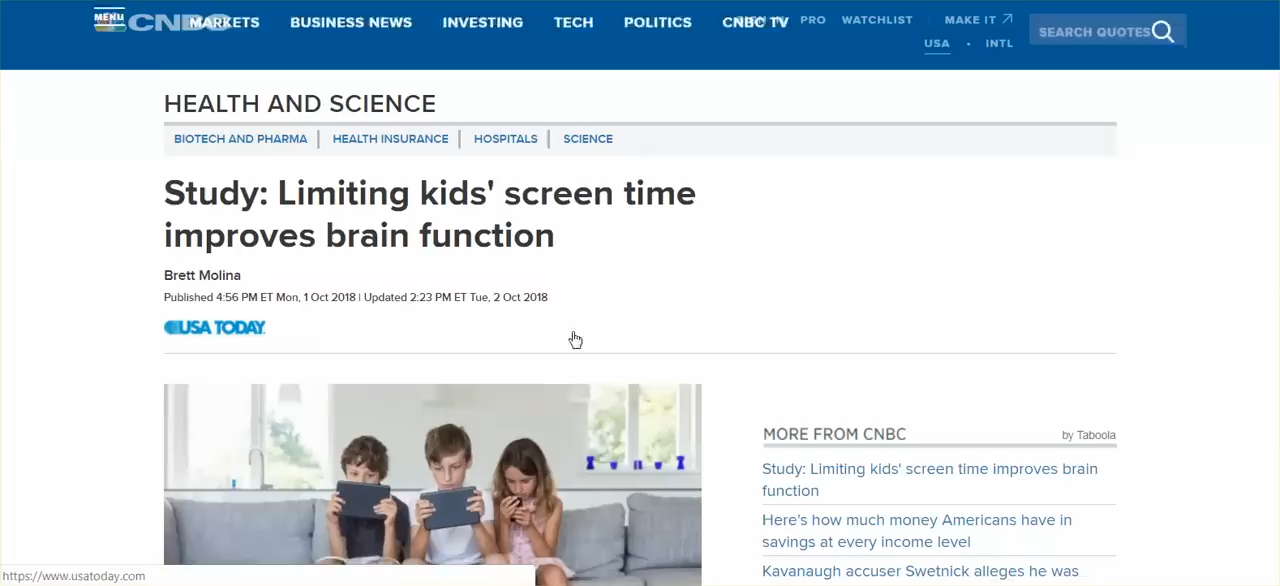 MENU
CNBC
MARKETS BUSINESS NEWS INVESTING TECH POLITICS CNBC TV
PRO WATCHLIST MAKE IT
SEARCH QUOTES
USA · INTL
HEALTH AND SCIENCE
BIOTECH AND PHARMA HEALTH INSURANCE HOSPITALS SCIENCE
Study: Limiting kids' screen time
improves brain function
Brett Molina
Published 4:56 PM ET Mon, 1 Oct 2018 | Updated 2:23 PM ET Tue, 2 Oct 2018
USA TODAY
MORE FROM CNBC
by Taboola
Study: Limiting kids' screen time improves brain
function
Here's how much money Americans have in
savings at every income level
Kavanaugh accuser Swetnick alleges he was
https://www.usatoday.com